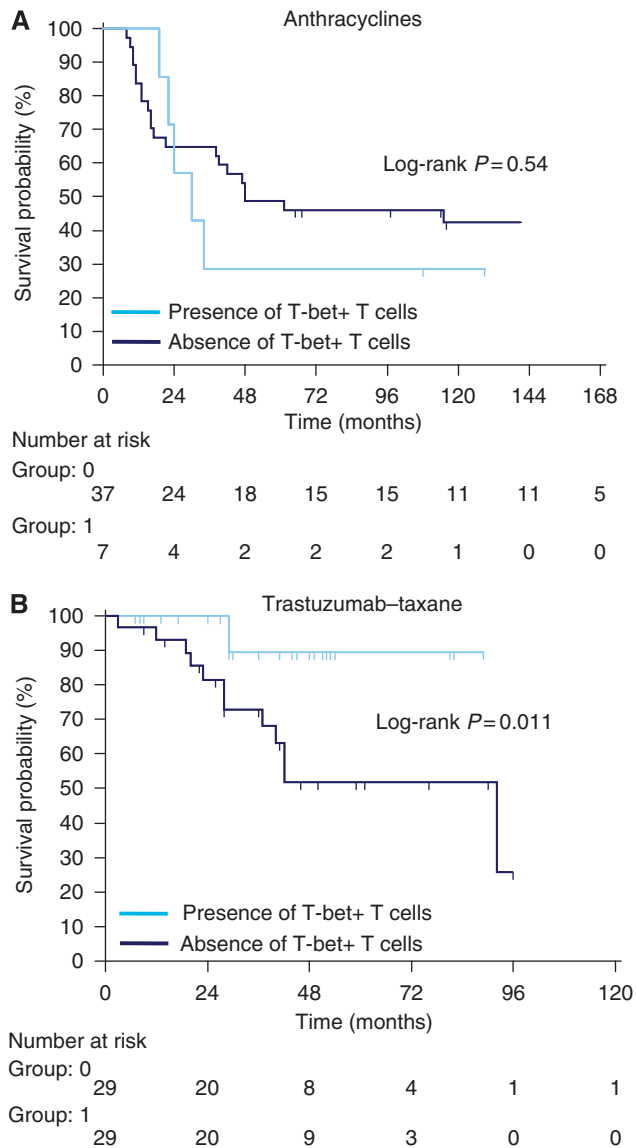 A
Anthracyclines
100
90
80
70
60
50
40
30
20
10
0
Survival probability (%)
Log-rank P = 0.54
Presence of T-bet+ T cells
Absence of T-bet+ T cells
0 24 48 72 96 120 144 168
Time (months)
Number at risk
Group: 0
37 24 18 15 15 11 11 5
Group: 1
7 4 2 2 2 1 0 0
B
Trastuzumab–taxane
100
90
80
70
60
50
40
30
20
10
0
Survival probability (%)
Log-rank P = 0.011
Presence of T-bet+ T cells
Absence of T-bet+ T cells
0 24 48 72 96 120
Time (months)
Number at risk
Group: 0
29 20 8 4 1 1
Group: 1
29 20 9 3 0 0